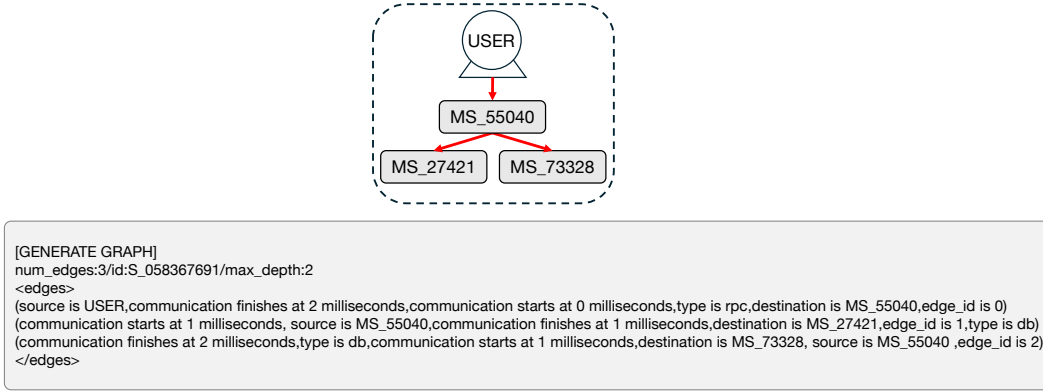 USER
MS_55040
MS_27421 MS_73328
[GENERATE GRAPH]
num_edges:3/id:S_058367691/max_depth:2
<edges>
(source is USER,communication finishes at 2 milliseconds,communication starts at 0 milliseconds,type is rpc,destination is MS_55040,edge_id is 0)
(communication starts at 1 milliseconds, source is MS_55040,communication finishes at 1 milliseconds,destination is MS_27421,edge_id is 1,type is db)
(communication finishes at 2 milliseconds,type is db,communication starts at 1 milliseconds,destination is MS_73328, source is MS_55040 ,edge_id is 2)
</edges>